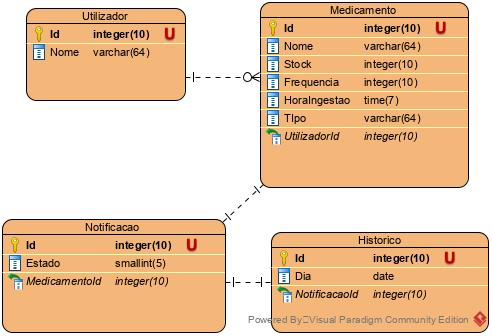 Utilizador
Id integer(10) U
Nome varchar(64)
Medicamento
Id integer(10) U
Nome varchar(64)
Stock integer(10)
Frequencia integer(10)
HoraIngestao time(7)
TIpo varchar(64)
UtilizadorId integer(10)
Notificacao
Id integer(10) U
Estado smallint(5)
MedicamentoId integer(10)
Historico
Id integer(10) U
Dia date
NotificacaoId integer(10)
Powered By Visual Paradigm Community Edition